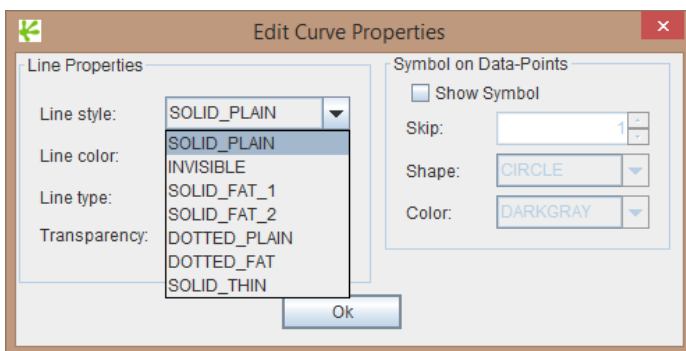 Edit Curve Properties
Line Properties
Line style:
SOLID_PLAIN
SOLID_PLAIN
INVISIBLE
SOLID_FAT_1
SOLID_FAT_2
DOTTED_PLAIN
DOTTED_FAT
SOLID_THIN
Line color:
Line type:
Transparency:
Symbol on Data-Points
Show Symbol
Skip:
1
Shape:
CIRCLE
Color:
DARKGRAY
Ok